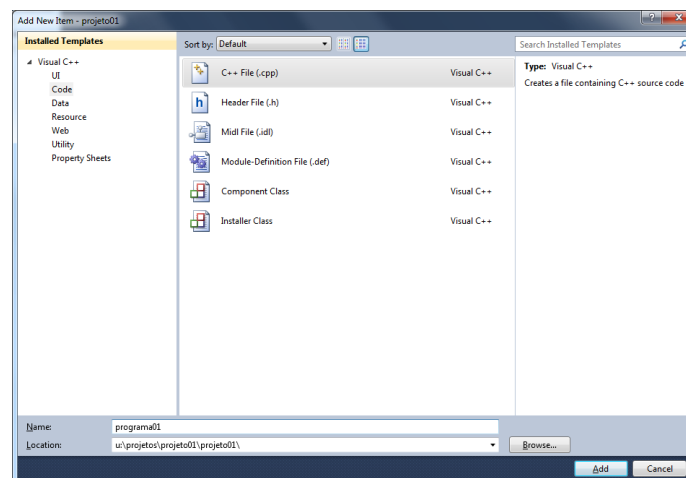 Add New Item - projeto01
Installed Templates
Visual C++
UI
Code
Data
Resource
Web
Utility
Property Sheets
Sort by: Default
C++ File (.cpp) Visual C++
Header File (.h) Visual C++
Midl File (.idl) Visual C++
Module-Definition File (.def) Visual C++
Component Class Visual C++
Installer Class Visual C++
Search Installed Templates
Type: Visual C++
Creates a file containing C++ source code
Name: programa01
Location: u:\projetos\projeto01\projeto01\
Browse...
Add Cancel